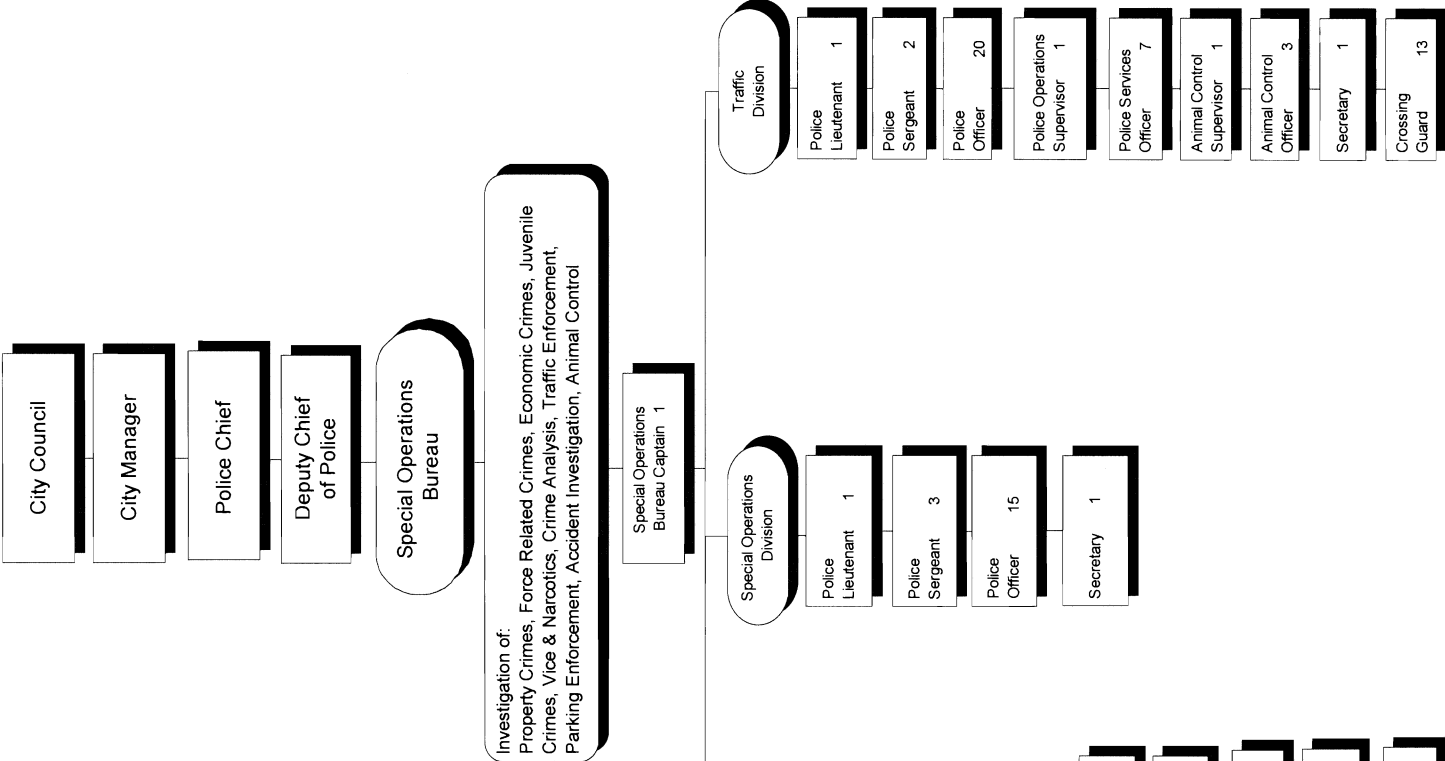 City Council
City Manager
Police Chief
Deputy Chief
of Police
Special Operations
Bureau
Investigation of:
Property Crimes, Force Related Crimes, Economic Crimes, Juvenile
Crimes, Vice & Narcotics, Crime Analysis, Traffic Enforcement,
Parking Enforcement, Accident Investigation, Animal Control
Special Operations
Bureau Captain 1
Special Operations
Division
Police
Lieutenant 1
Police
Sergeant 3
Police
Officer 15
Secretary 1
Traffic
Division
Police
Lieutenant 1
Police
Sergeant 2
Police
Officer 20
Police Operations
Supervisor 1
Police Services
Officer 7
Animal Control
Supervisor 1
Animal Control
Officer 3
Secretary 1
Crossing
Guard 13